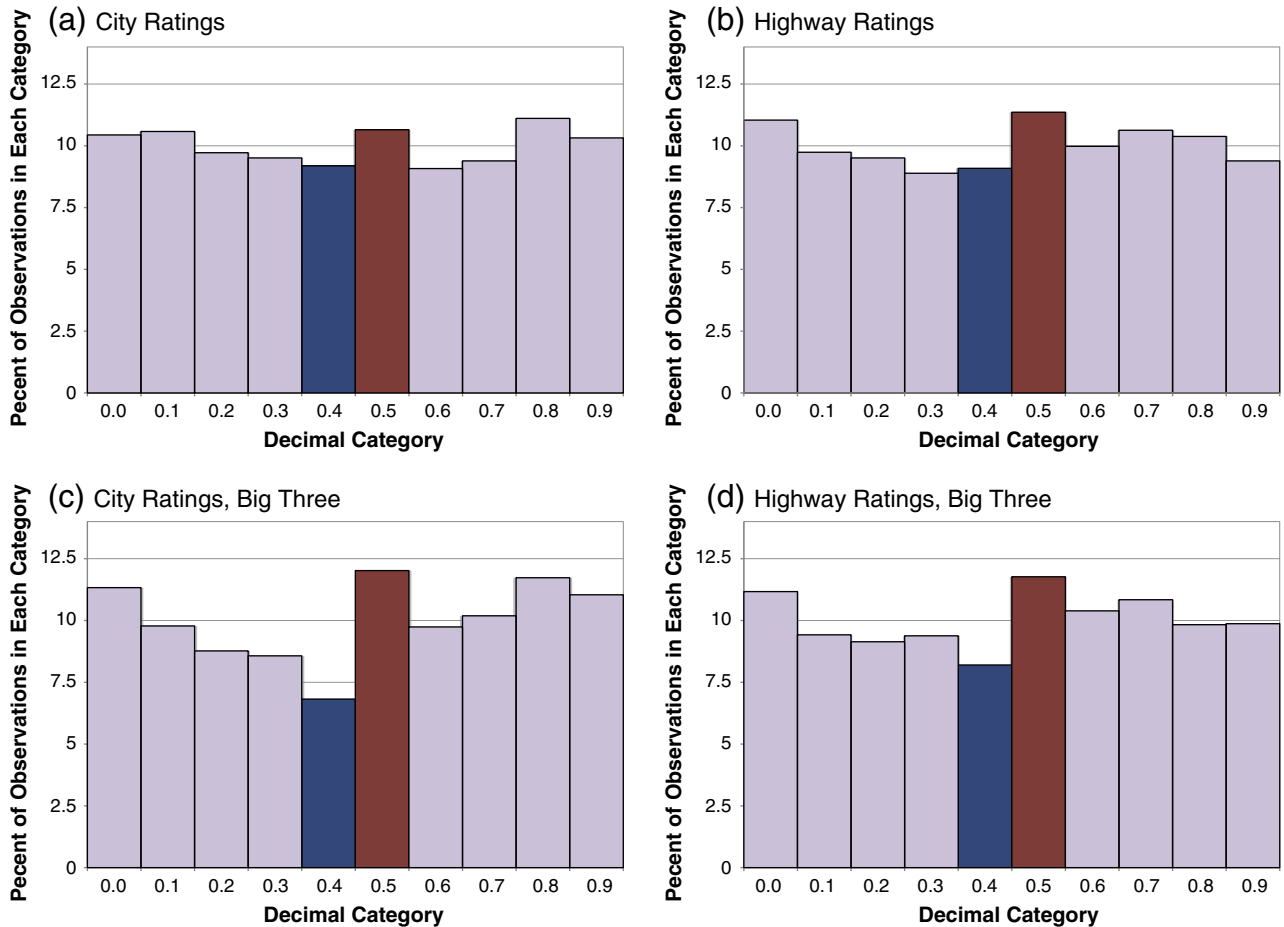 (a) City Ratings
Pecent of Observations in Each Category
12.5
10
7.5
5
2.5
0
0.0 0.1 0.2 0.3 0.4 0.5 0.6 0.7 0.8 0.9
Decimal Category
(b) Highway Ratings
Pecent of Observations in Each Category
12.5
10
7.5
5
2.5
0
0.0 0.1 0.2 0.3 0.4 0.5 0.6 0.7 0.8 0.9
Decimal Category
(c) City Ratings, Big Three
Pecent of Observations in Each Category
12.5
10
7.5
5
2.5
0
0.0 0.1 0.2 0.3 0.4 0.5 0.6 0.7 0.8 0.9
Decimal Category
(d) Highway Ratings, Big Three
Pecent of Observations in Each Category
12.5
10
7.5
5
2.5
0
0.0 0.1 0.2 0.3 0.4 0.5 0.6 0.7 0.8 0.9
Decimal Category